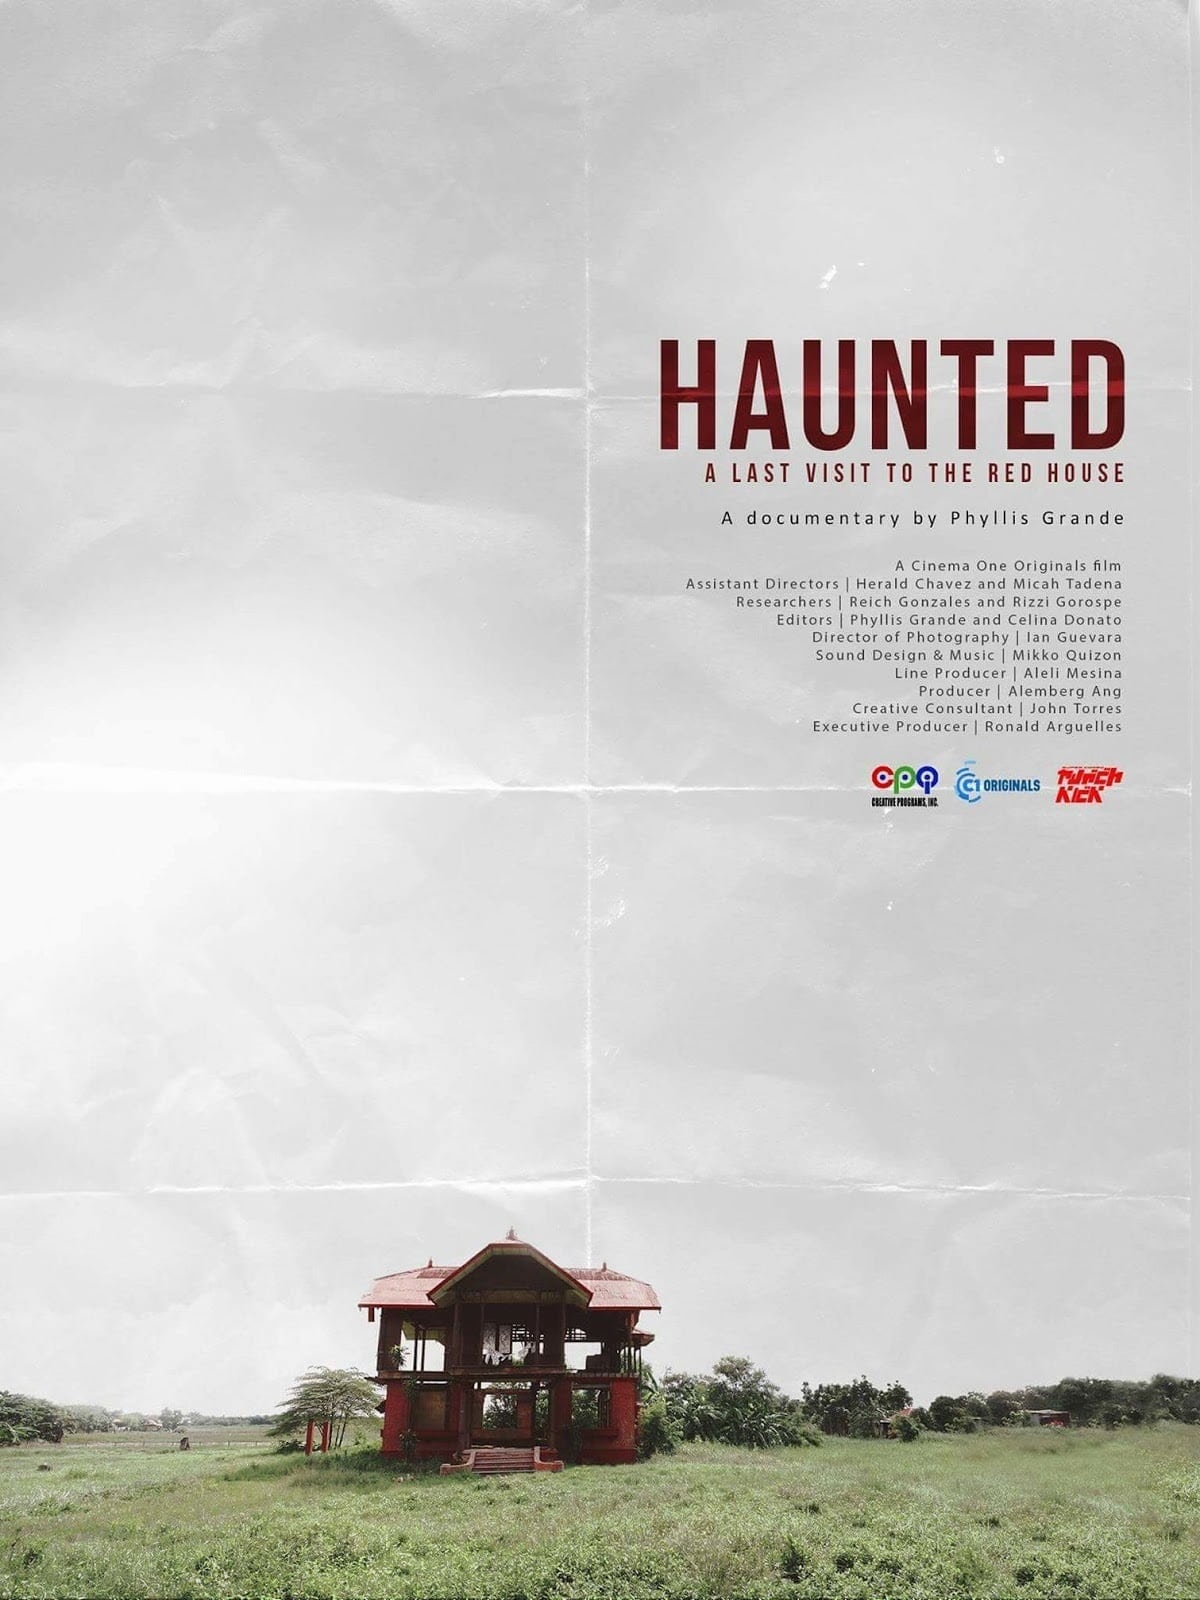 HAUNTED
A LAST VISIT TO THE RED HOUSE
A documentary by Phyllis Grande
A Cinema One Originals film
Assistant Directors | Herald Chavez and Micah Tadena
Researchers | Reich Gonzales and Rizzi Gorospe
Editors | Phyllis Grande and Celina Donato
Director of Photography | Ian Guevara
Sound Design & Music | Mikko Quizon
Line Producer | Aleli Mesina
Producer | Alemberg Ang
Creative Consultant | John Torres
Executive Producer | Ronald Arguelles
cpi
CREATIVE PROGRAMS, INC.
C1 ORIGINALS
PUNCH
KICK